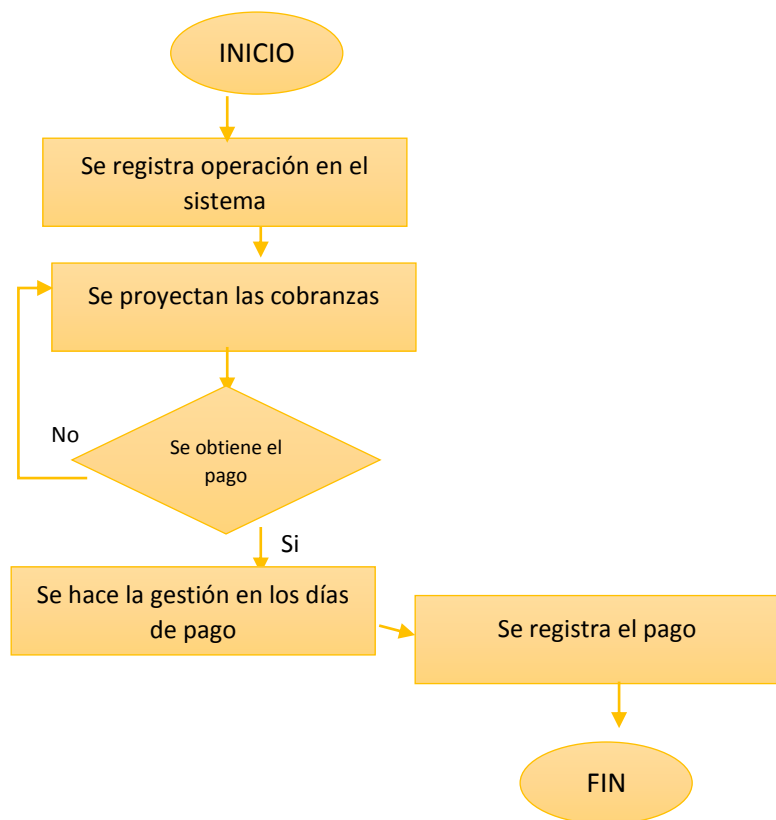 INICIO
Se registra operación en el
sistema
Se proyectan las cobranzas
No
Se obtiene el
pago
Si
Se hace la gestión en los días
de pago
Se registra el pago
FIN